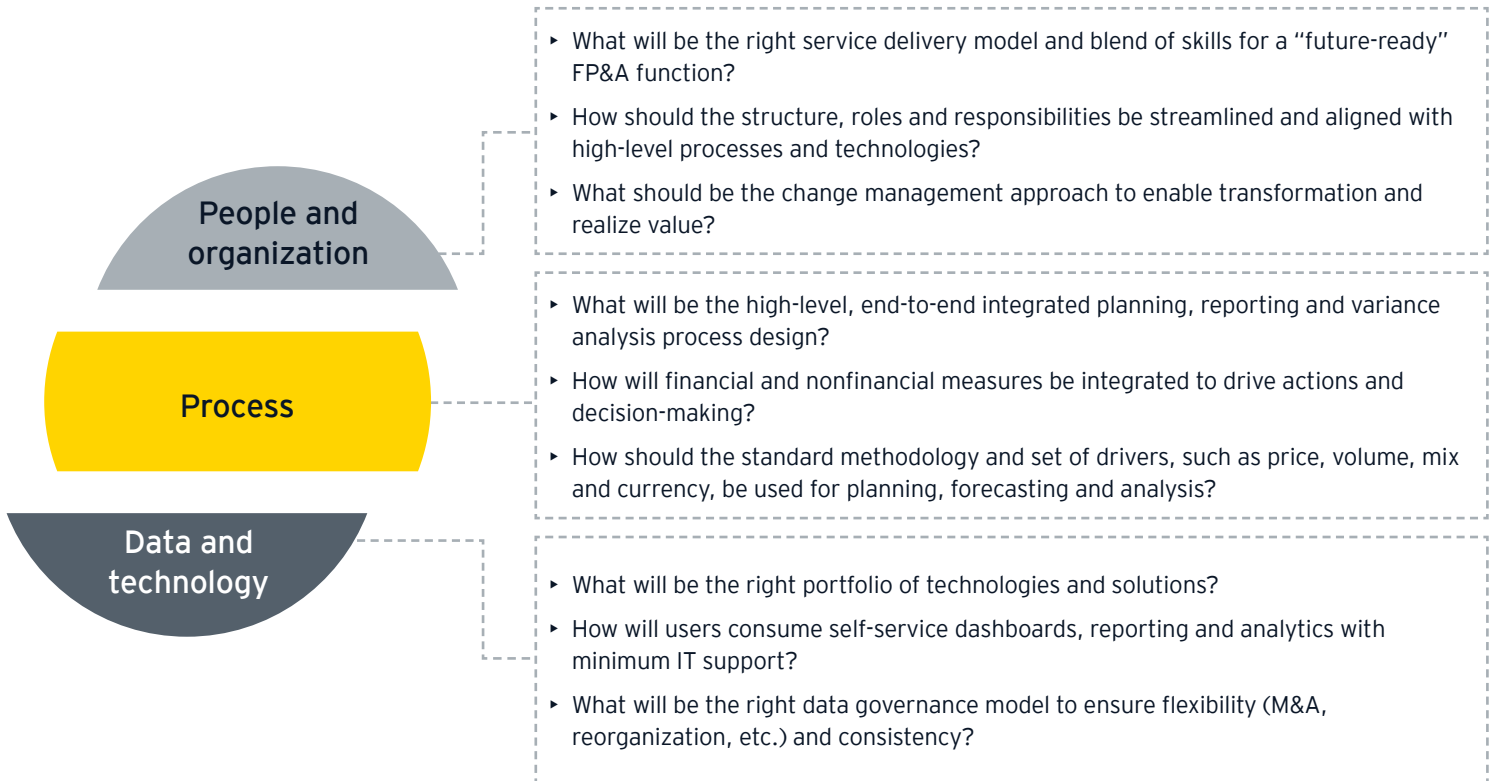 People and
organization
‣ What will be the right service delivery model and blend of skills for a “future-ready”
FP&A function?
‣ How should the structure, roles and responsibilities be streamlined and aligned with
high-level processes and technologies?
‣ What should be the change management approach to enable transformation and
realize value?
Process
‣ What will be the high-level, end-to-end integrated planning, reporting and variance
analysis process design?
‣ How will financial and nonfinancial measures be integrated to drive actions and
decision-making?
‣ How should the standard methodology and set of drivers, such as price, volume, mix
and currency, be used for planning, forecasting and analysis?
Data and
technology
‣ What will be the right portfolio of technologies and solutions?
‣ How will users consume self-service dashboards, reporting and analytics with
minimum IT support?
‣ What will be the right data governance model to ensure flexibility (M&A,
reorganization, etc.) and consistency?